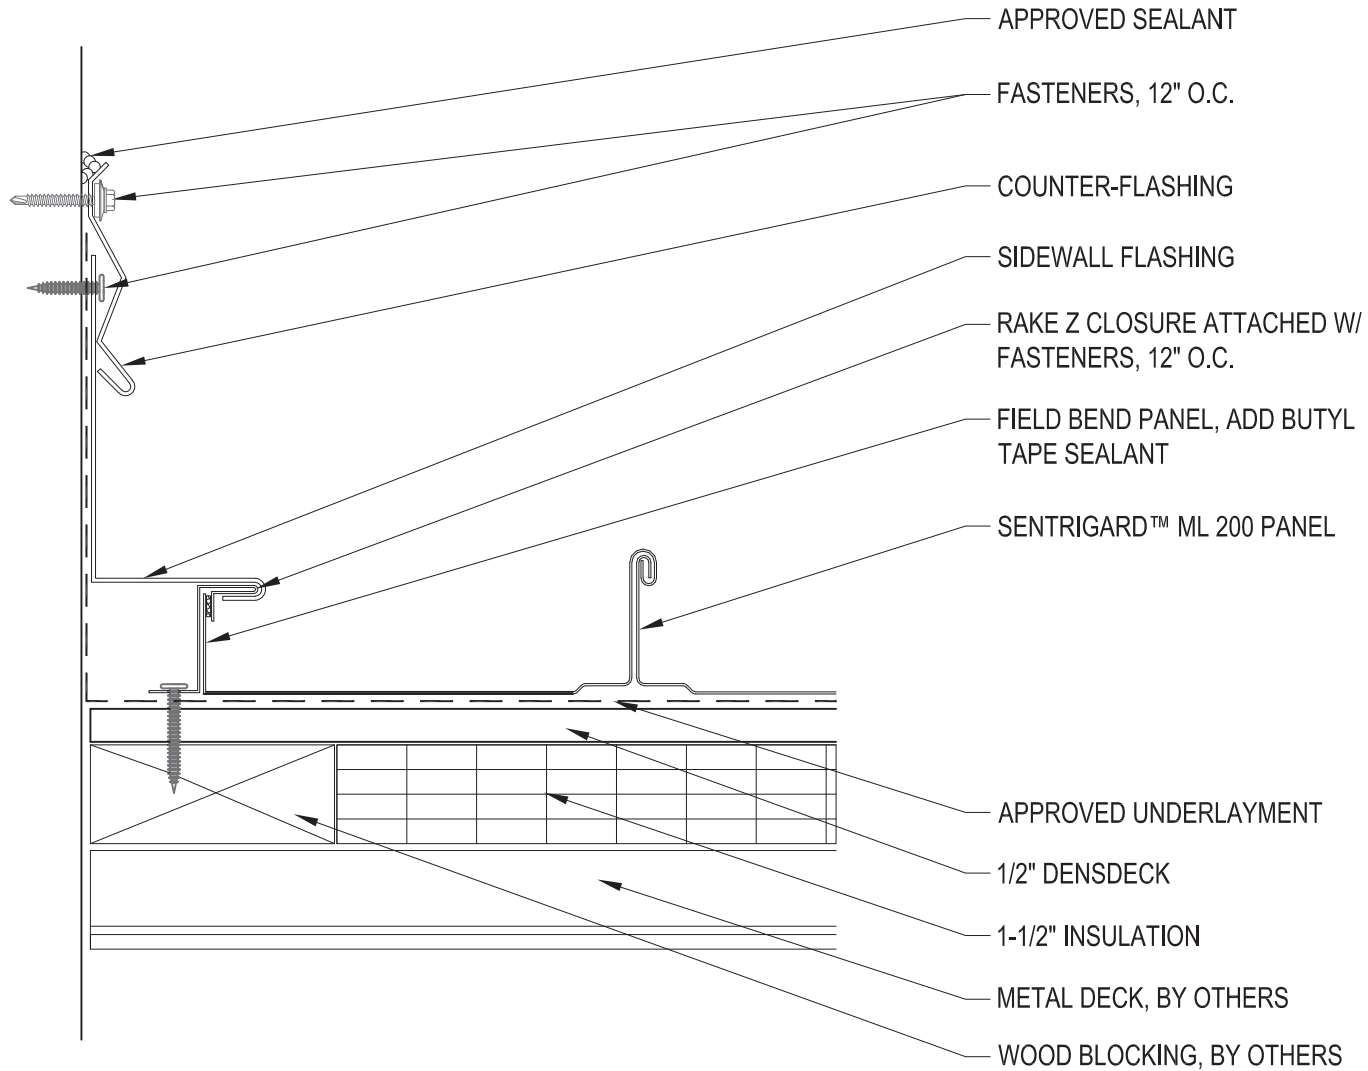 APPROVED SEALANT
FASTENERS, 12" O.C.
COUNTER-FLASHING
SIDEWALL FLASHING
RAKE Z CLOSURE ATTACHED W/
FASTENERS, 12" O.C.
FIELD BEND PANEL, ADD BUTYL
TAPE SEALANT
SENTRIGARD™ ML 200 PANEL
APPROVED UNDERLAYMENT
1/2" DENSDECK
1-1/2" INSULATION
METAL DECK, BY OTHERS
WOOD BLOCKING, BY OTHERS